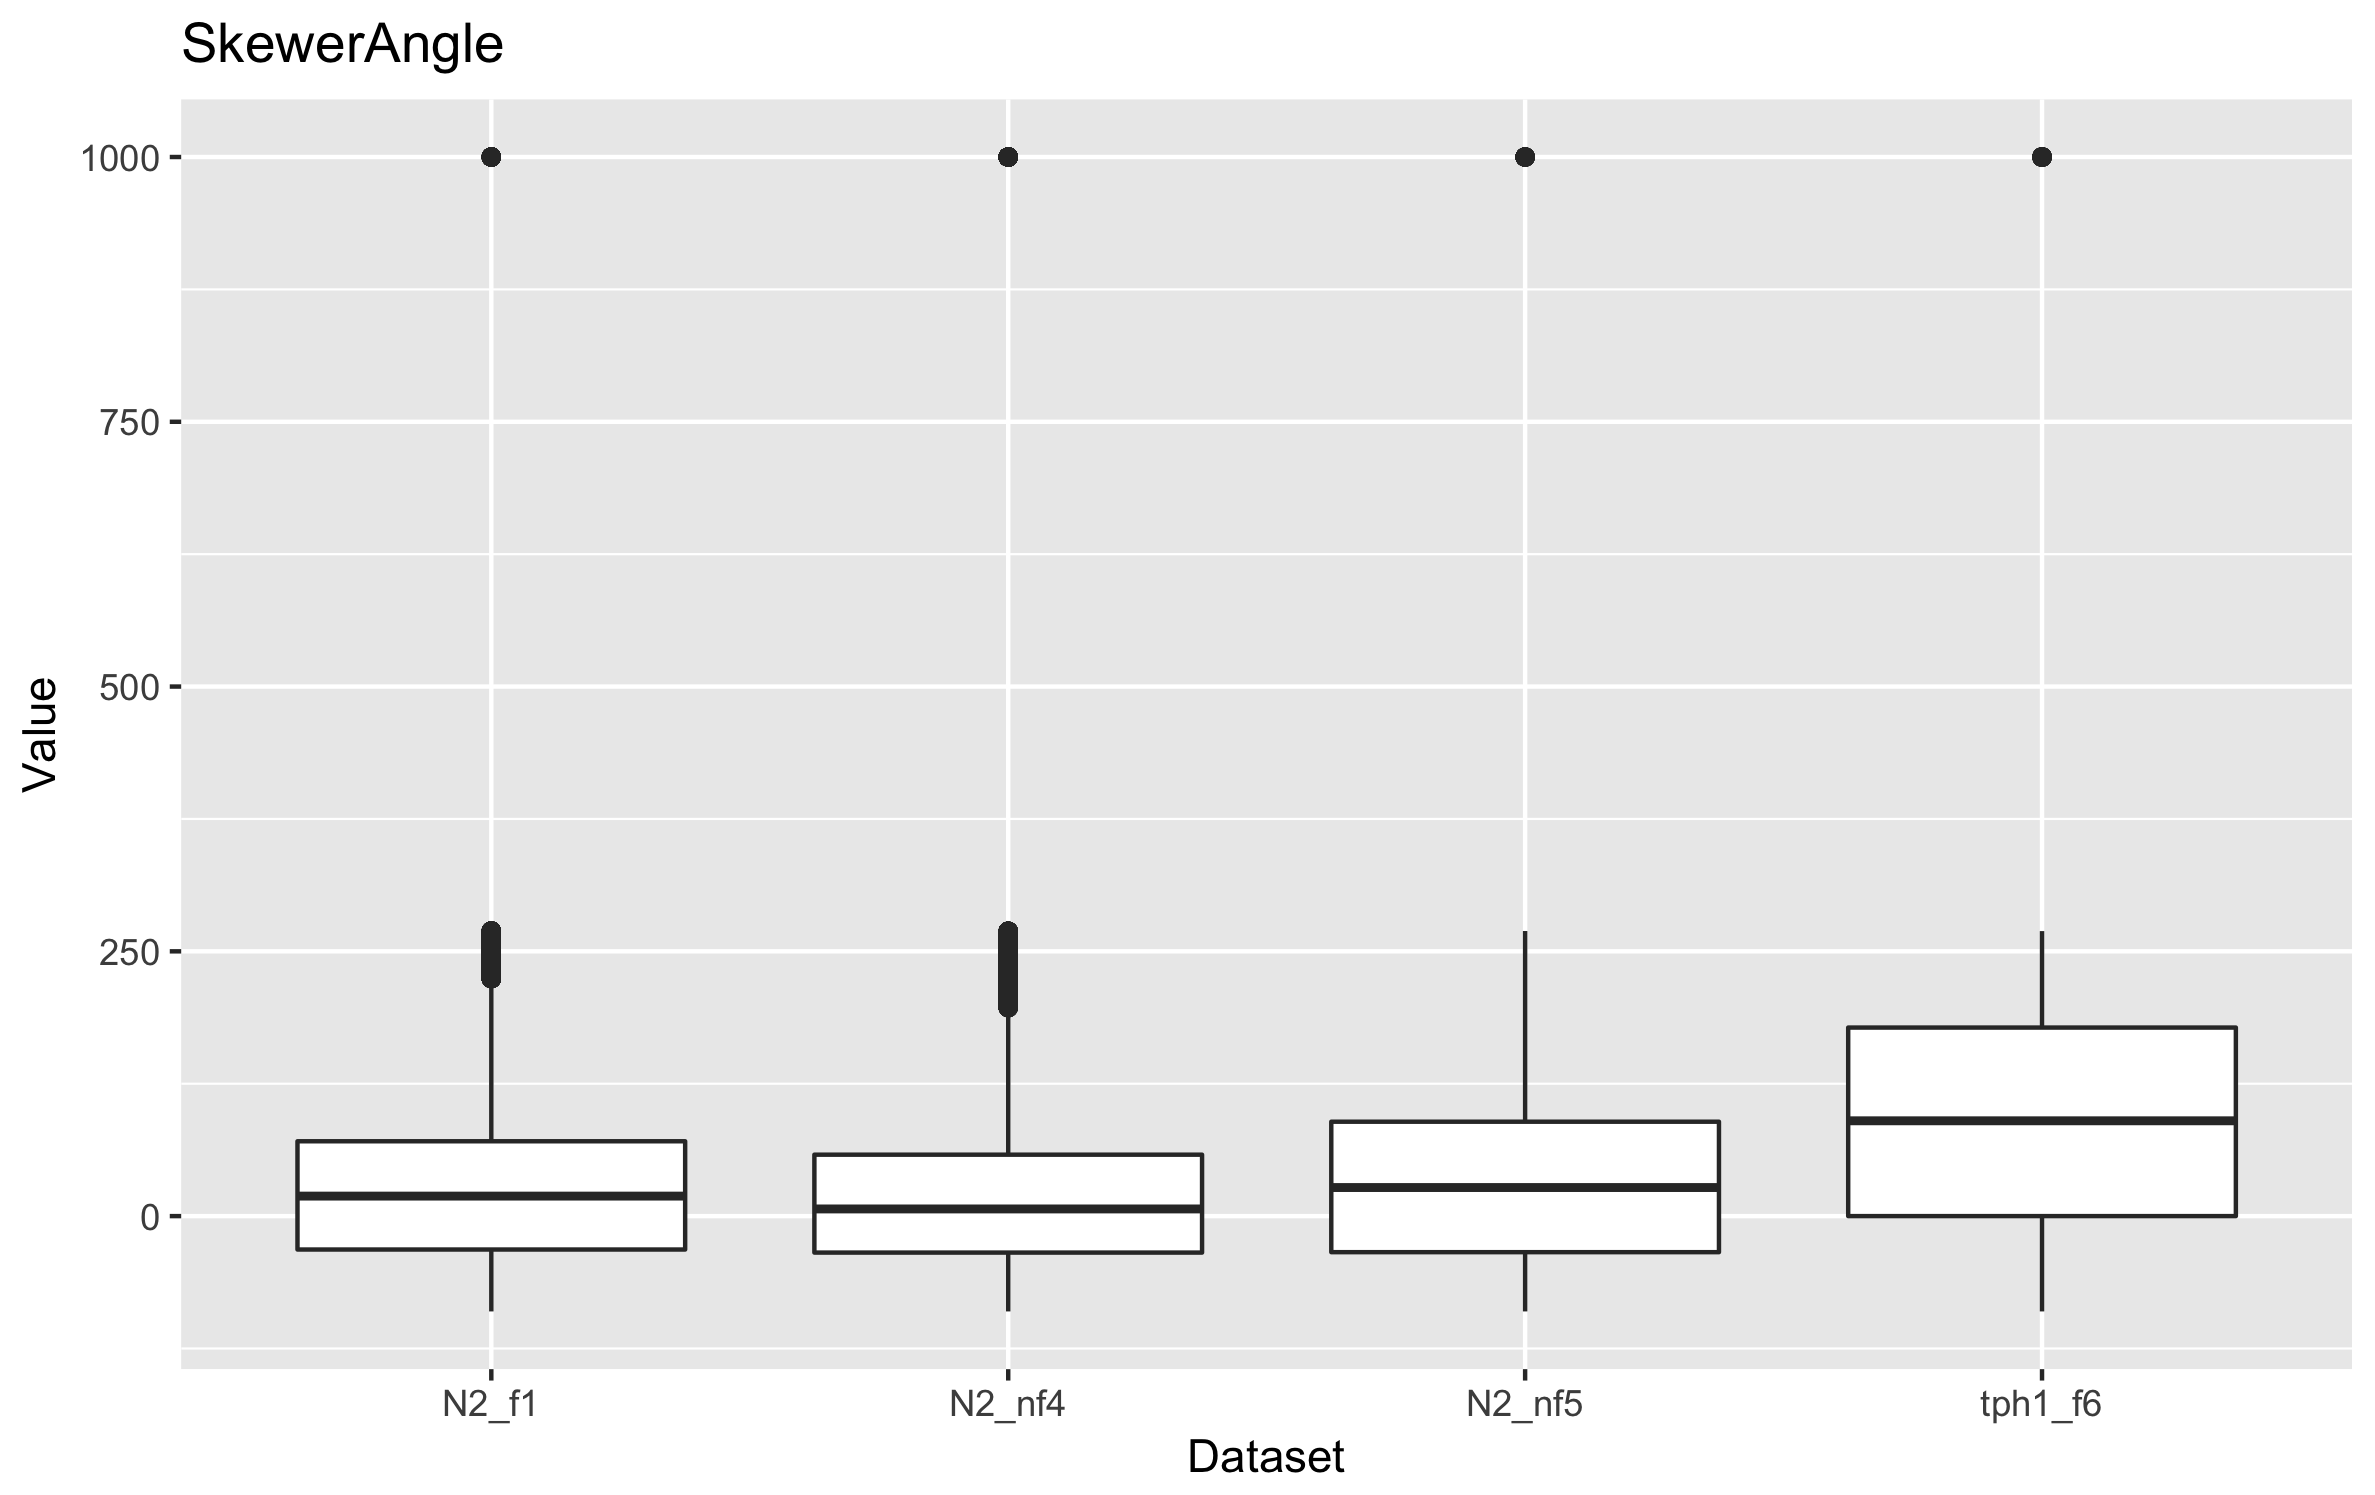 SkewerAngle
1000
750
500
250
0
Value
N2_f1 N2_nf4 N2_nf5 tph1_f6
Dataset